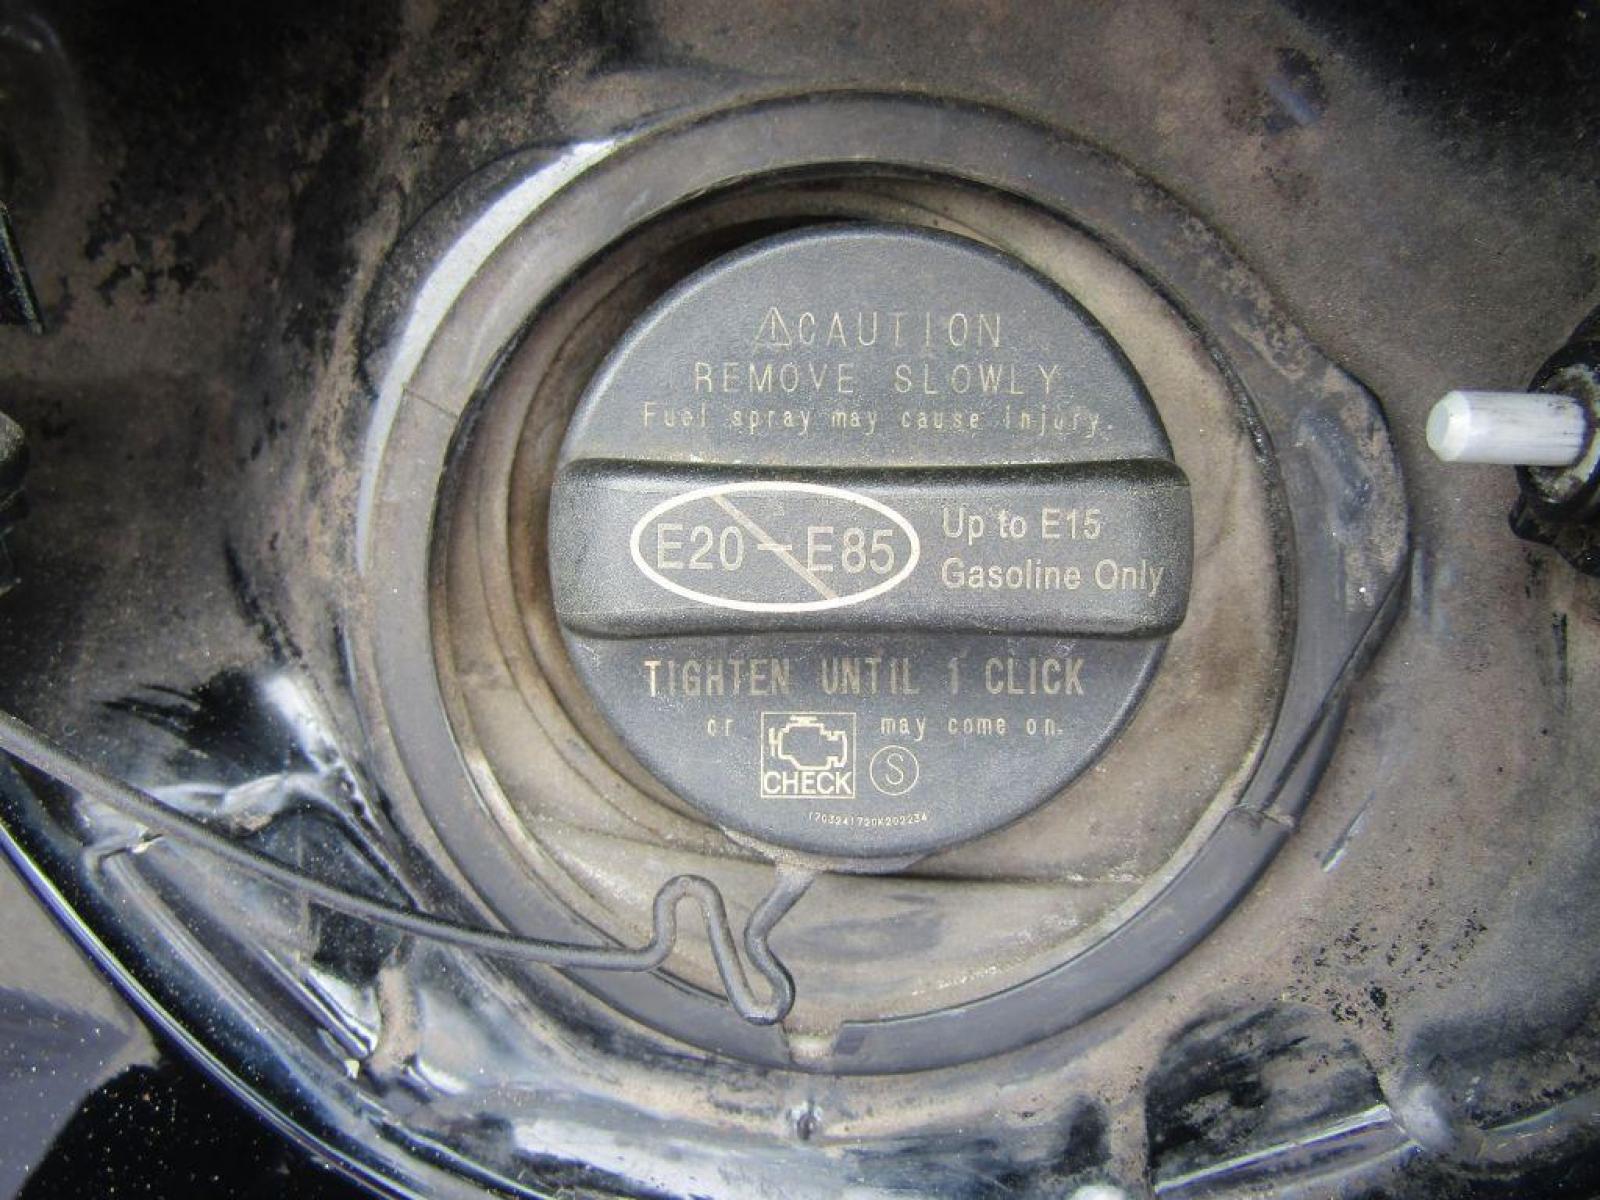 CAUTION
REMOVE SLOWLY
Fuel spray may cause injury.
E20-E85
Up to E15
Gasoline Only
TIGHTEN UNTIL 1 CLICK
or CHECK may come on.
S